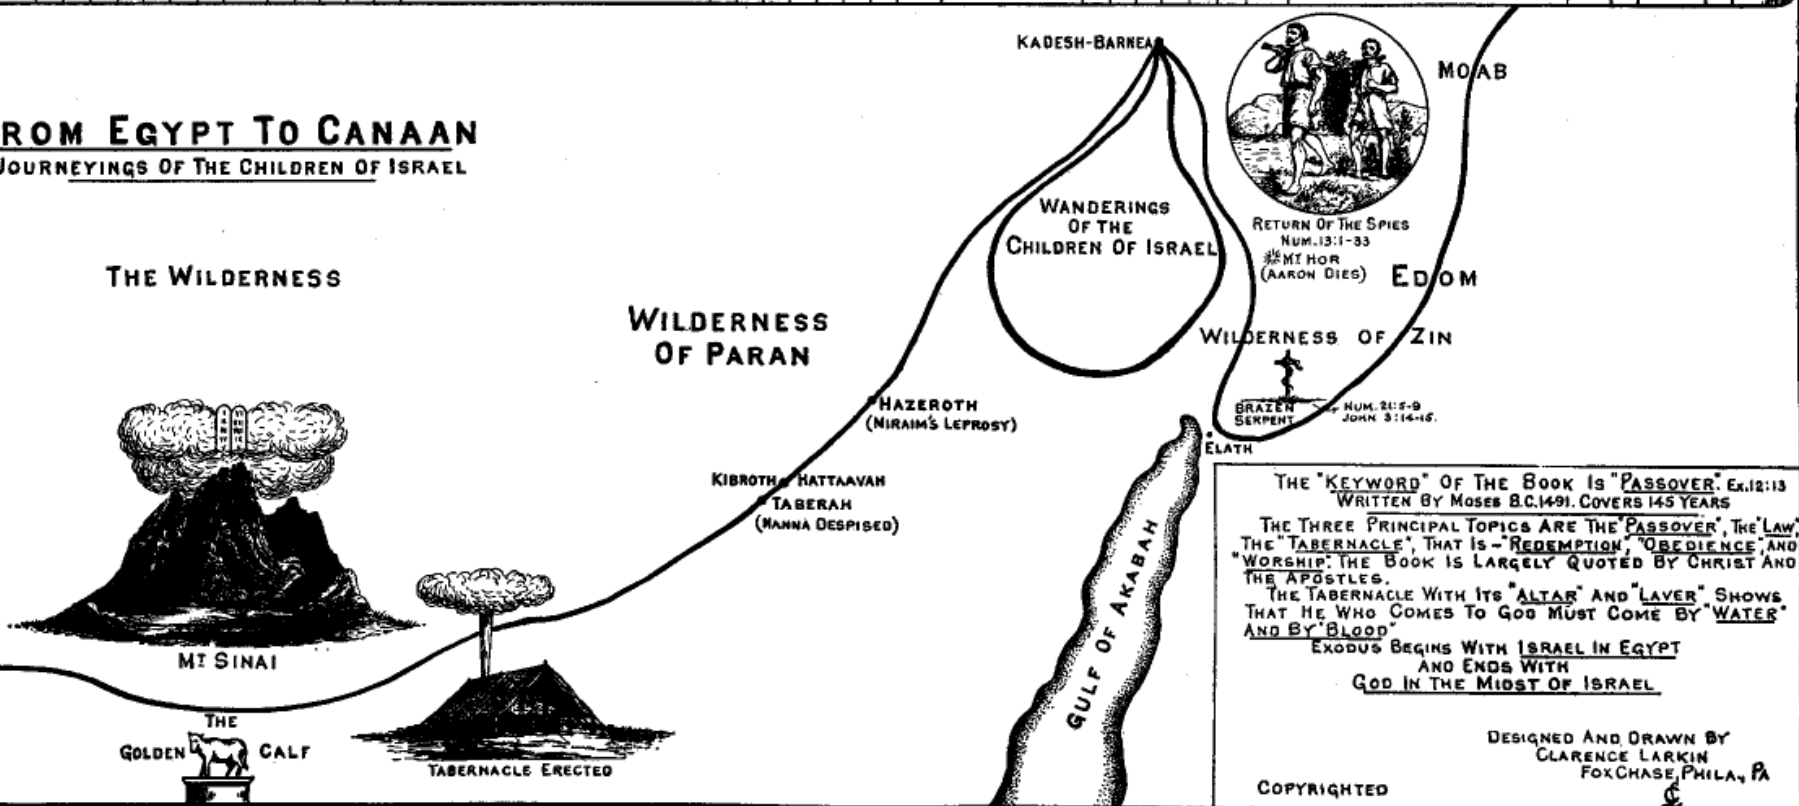 KADESH-BARNEA
MOAB
ROM EGYPT TO CANAAN
JOURNEYINGS OF THE CHILDREN OF ISRAEL
WANDERINGS
OF THE
CHILDREN OF ISRAEL
RETURN OF THE SPIES
NUM.13:1-33
MT HOR
(AARON DIES)
EDOM
THE WILDERNESS
WILDERNESS
OF PARAN
WILDERNESS OF ZIN
HAZEROTH
(NIRAIM'S LEPROSY)
BRAZEN
SERPENT
NUM. 21:5-9
JOHN 3:14-15.
ELATH
KIBROTH HATTAAVAH
TABERAH
(MANNA DESPISED)
GULF OF AKABAH
MT SINAI
THE
GOLDEN CALF
TABERNACLE ERECTED
THE "KEYWORD" OF THE BOOK IS "PASSOVER". EX.12:13
WRITTEN BY MOSES B.C.1491. COVERS 145 YEARS
THE THREE PRINCIPAL TOPICS ARE THE "PASSOVER", THE "LAW",
THE "TABERNACLE", THAT IS - "REDEMPTION", "OBEDIENCE", AND
"WORSHIP". THE BOOK IS LARGELY QUOTED BY CHRIST AND
THE APOSTLES.
THE TABERNACLE WITH ITS "ALTAR" AND "LAVER" SHOWS
THAT HE WHO COMES TO GOD MUST COME BY "WATER"
AND BY "BLOOD"
EXODUS BEGINS WITH ISRAEL IN EGYPT
AND ENDS WITH
GOD IN THE MIDST OF ISRAEL
DESIGNED AND DRAWN BY
CLARENCE LARKIN
FOXCHASE, PHILA., PA
COPYRIGHTED